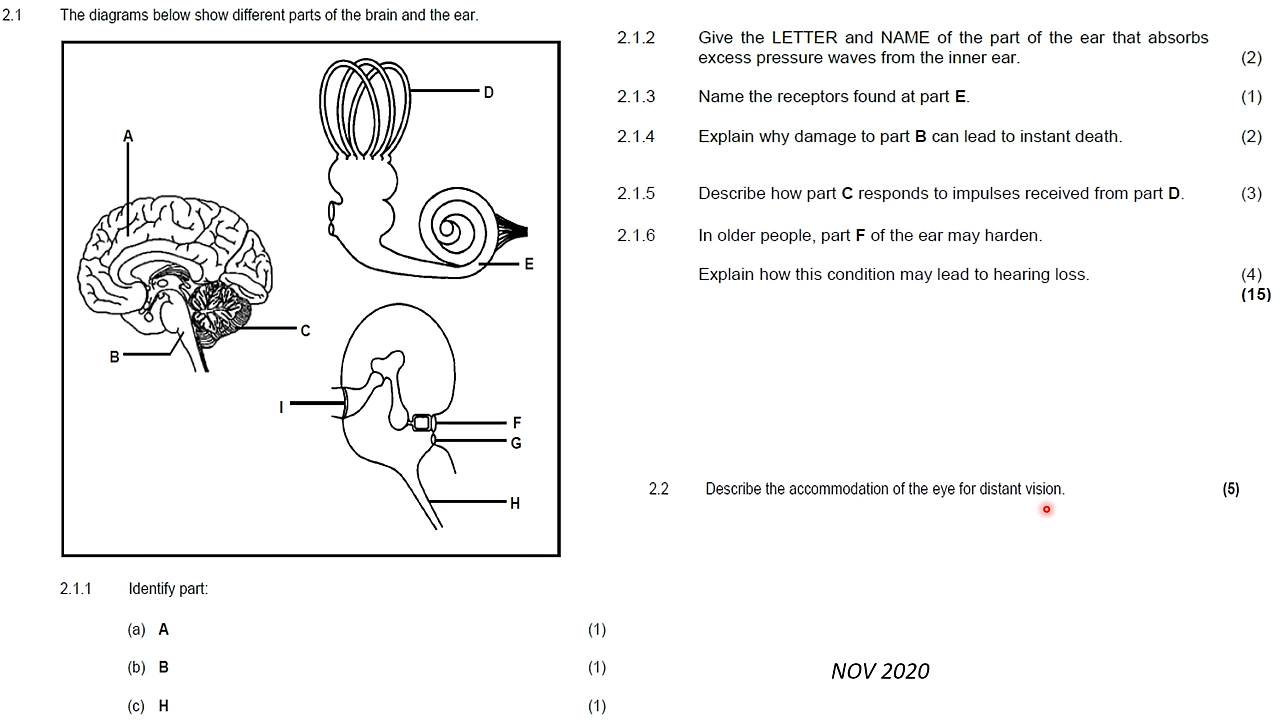 2.1 The diagrams below show different parts of the brain and the ear.
A
B
C
D
E
I
F
G
H
2.1.1 Identify part:
(a) A (1)
(b) B (1)
(c) H (1)
2.1.2 Give the LETTER and NAME of the part of the ear that absorbs
excess pressure waves from the inner ear. (2)
2.1.3 Name the receptors found at part E. (1)
2.1.4 Explain why damage to part B can lead to instant death. (2)
2.1.5 Describe how part C responds to impulses received from part D. (3)
2.1.6 In older people, part F of the ear may harden.
Explain how this condition may lead to hearing loss. (4)
(15)
2.2 Describe the accommodation of the eye for distant vision. (5)
NOV 2020